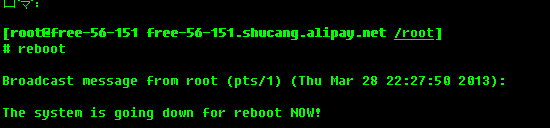 [root@free-56-151 free-56-151.shucang.alipay.net /root]
# reboot
Broadcast message from root (pts/1) (Thu Mar 28 22:27:50 2013):
The system is going down for reboot NOW!